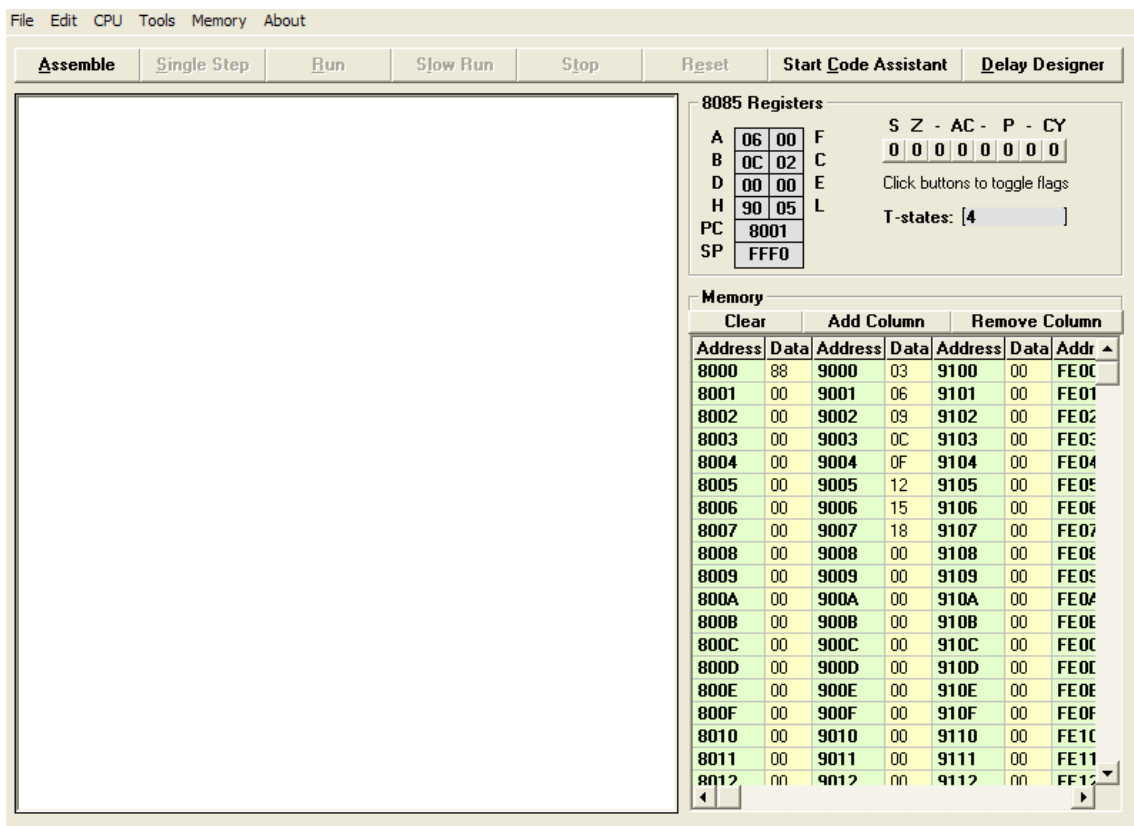 File Edit CPU Tools Memory About
Assemble Single Step Run Slow Run Stop Reset Start Code Assistant Delay Designer
8085 Registers
S Z - AC - P - CY
A 06 00 F
0 0 0 0 0 0 0 0
B 0C 02 C
D 00 00 E
Click buttons to toggle flags
H 90 05 L
T-states: [4 ]
PC 8001
SP FFF0
Memory
Clear Add Column Remove Column
Address Data Address Data Address Data Addr
8000 88 9000 03 9100 00
8001 00 9001 06 9101 00 FE01
8002 00 9002 09 9102 00 FE02
8003 00 9003 0C 9103 00
8004 00 9004 0F 9104 00 FE04
8005 00 9005 12 9105 00
8006 00 9006 15 9106 00
8007 00 9007 18 9107 00 FE07
8008 00 9008 00 9108 00
8009 00 9009 00 9109 00
800A 00 900A 00 910A 00
800B 00 900B 00 910B 00
800C 00 900C 00 910C 00
800D 00 900D 00 910D 00
800E 00 900E 00 910E 00
800F 00 900F 00 910F 00
8010 00 9010 00 9110 00
8011 00 9011 00 9111 00 FE11
8012 00 9012 00 9112 00 FE12